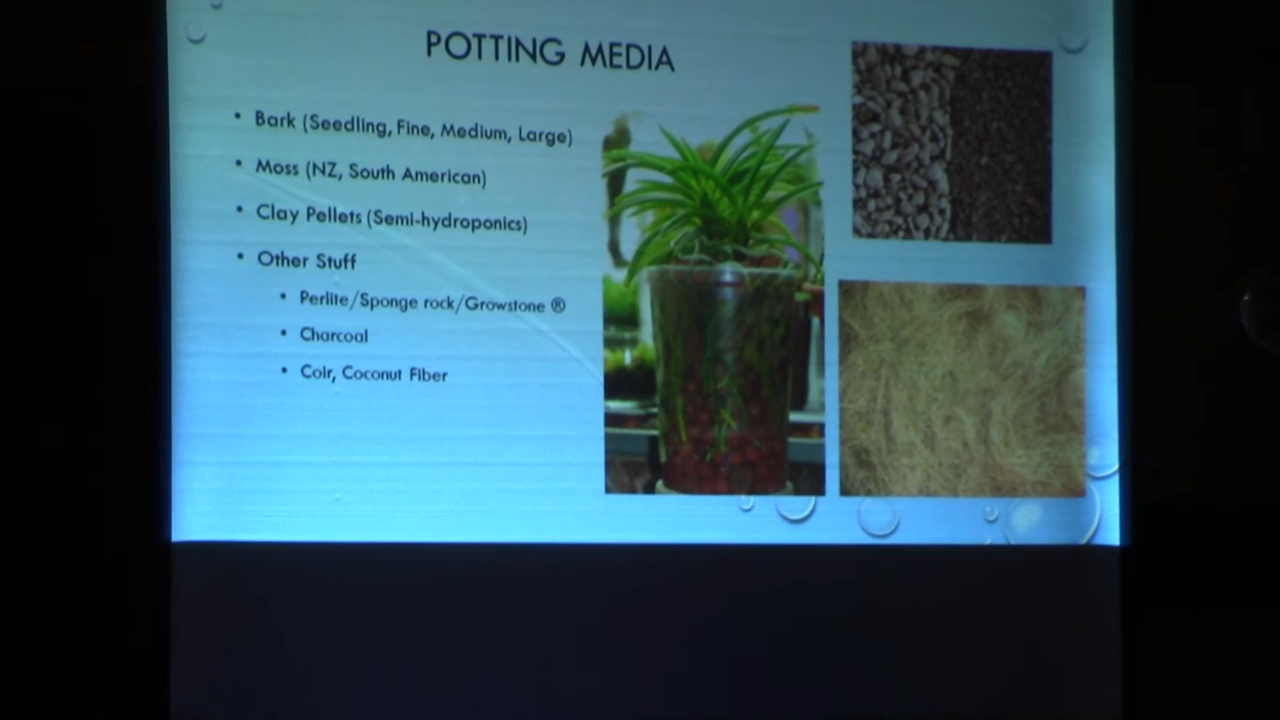 POTTING MEDIA
• Bark (Seedling, Fine, Medium, Large)
• Moss (NZ, South American)
• Clay Pellets (Semi-hydroponics)
• Other Stuff
• Perlite/Sponge rock/Growstone ®
• Charcoal
• Coir, Coconut Fiber